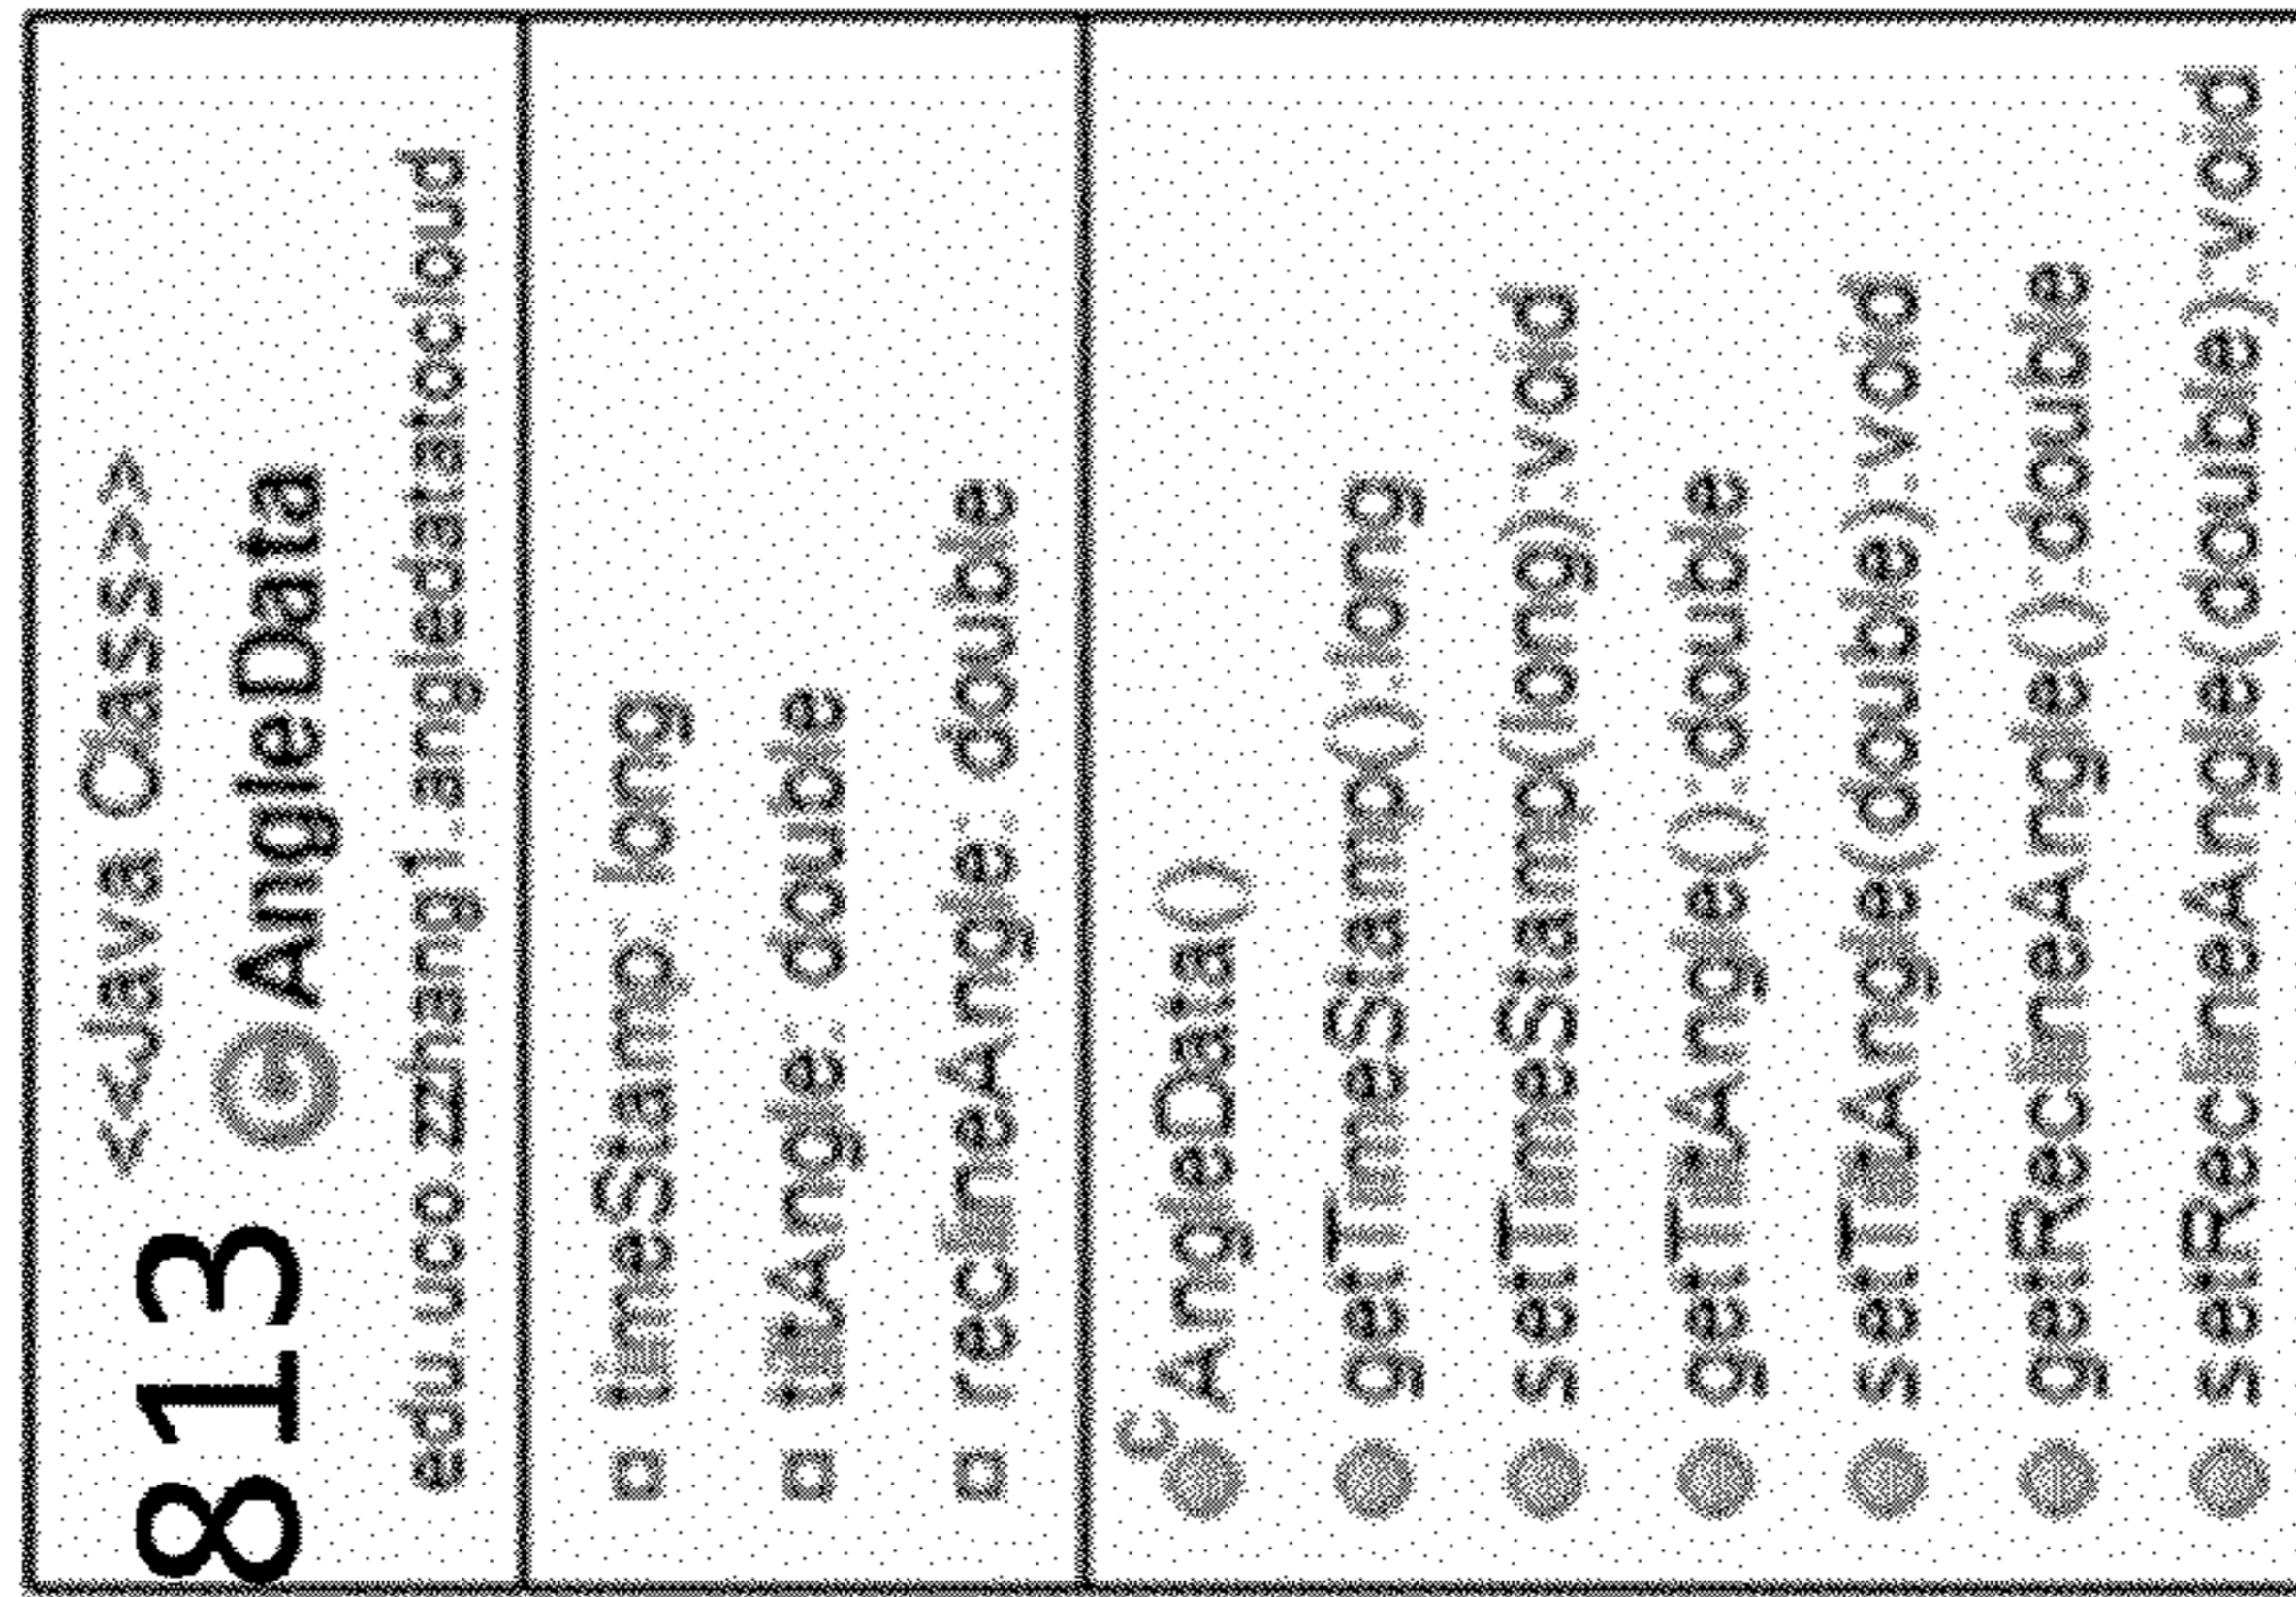 813 <<Java Class>>
AngleData
edu.uco.zzhang1.angledatatocloud
timeStamp: long
tiltAngle: double
reclineAngle: double
AngleData()
getTimeStamp():long
setTimeStamp(long):void
getTiltAngle():double
setTiltAngle(double):void
getReclineAngle():double
setReclineAngle(double):void